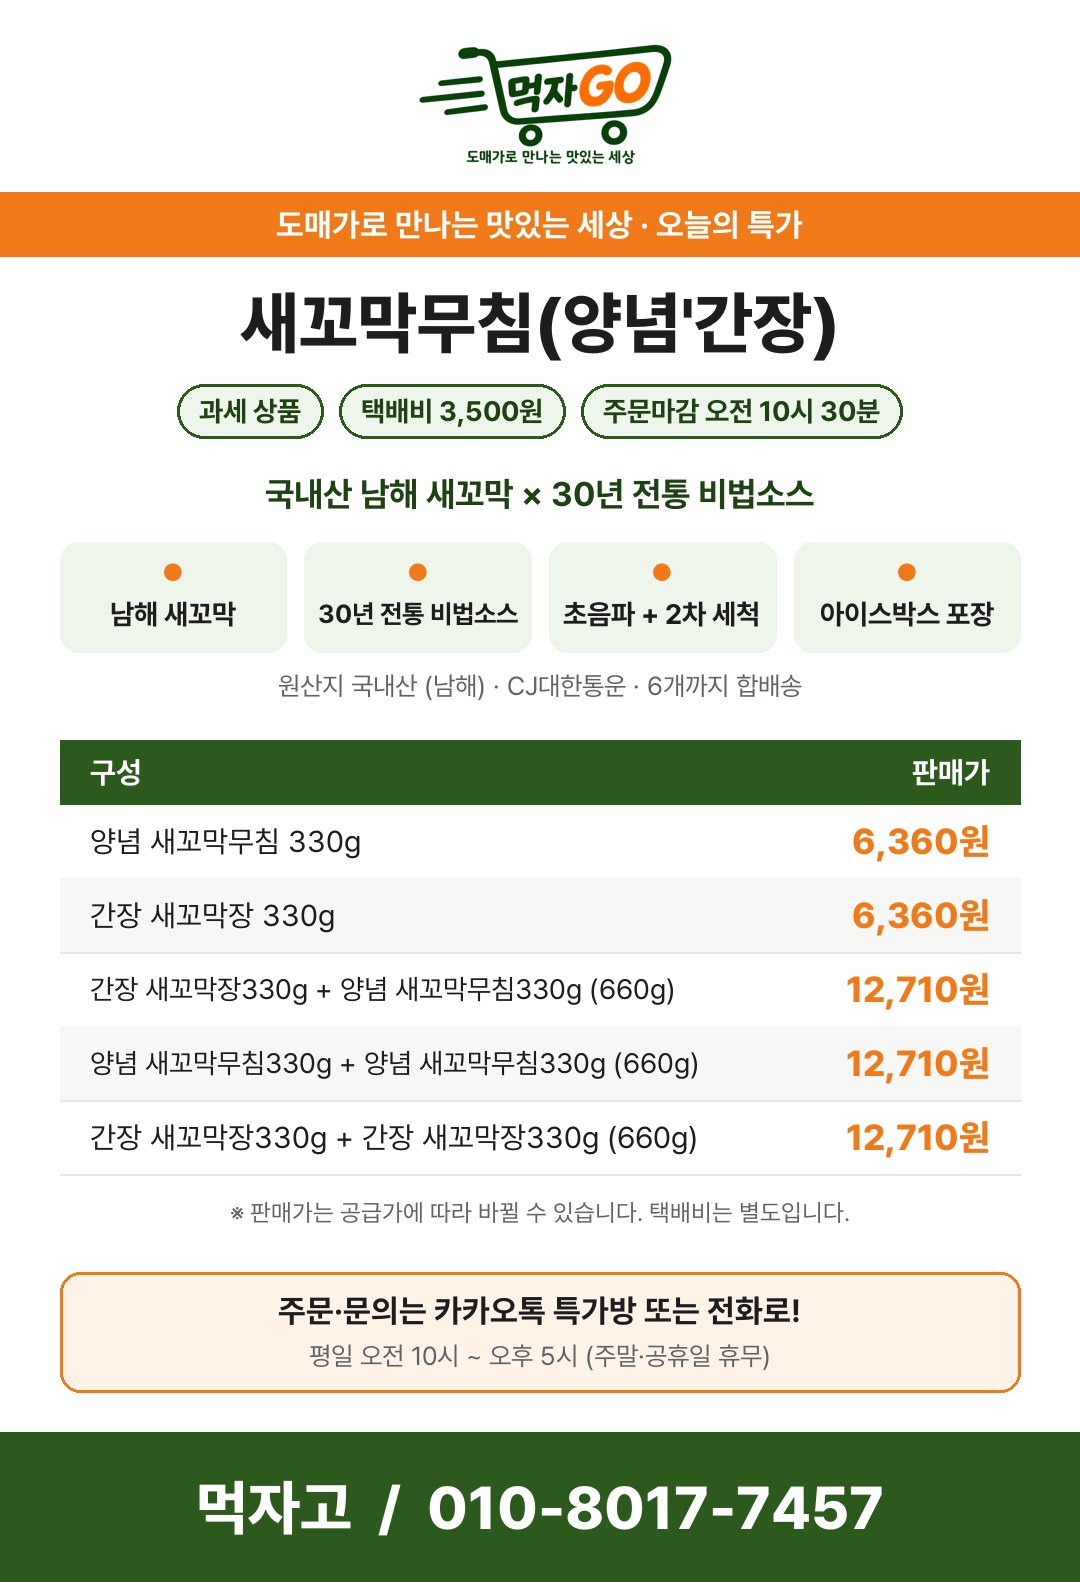 먹자GO
도매가로 만나는 맛있는 세상
도매가로 만나는 맛있는 세상 · 오늘의 특가
새꼬막무침(양념'간장)
과세 상품
택배비 3,500원
주문마감 오전 10시 30분
국내산 남해 새꼬막 × 30년 전통 비법소스
남해 새꼬막
30년 전통 비법소스
초음파 + 2차 세척
아이스박스 포장
원산지 국내산 (남해) · CJ대한통운 · 6개까지 합배송
구성 판매가
양념 새꼬막무침 330g 6,360원
간장 새꼬막장 330g 6,360원
간장 새꼬막장330g + 양념 새꼬막무침330g (660g) 12,710원
양념 새꼬막무침330g + 양념 새꼬막무침330g (660g) 12,710원
간장 새꼬막장330g + 간장 새꼬막장330g (660g) 12,710원
※ 판매가는 공급가에 따라 바뀔 수 있습니다. 택배비는 별도입니다.
주문·문의는 카카오톡 특가방 또는 전화로!
평일 오전 10시 ~ 오후 5시 (주말·공휴일 휴무)
먹자고 / 010-8017-7457